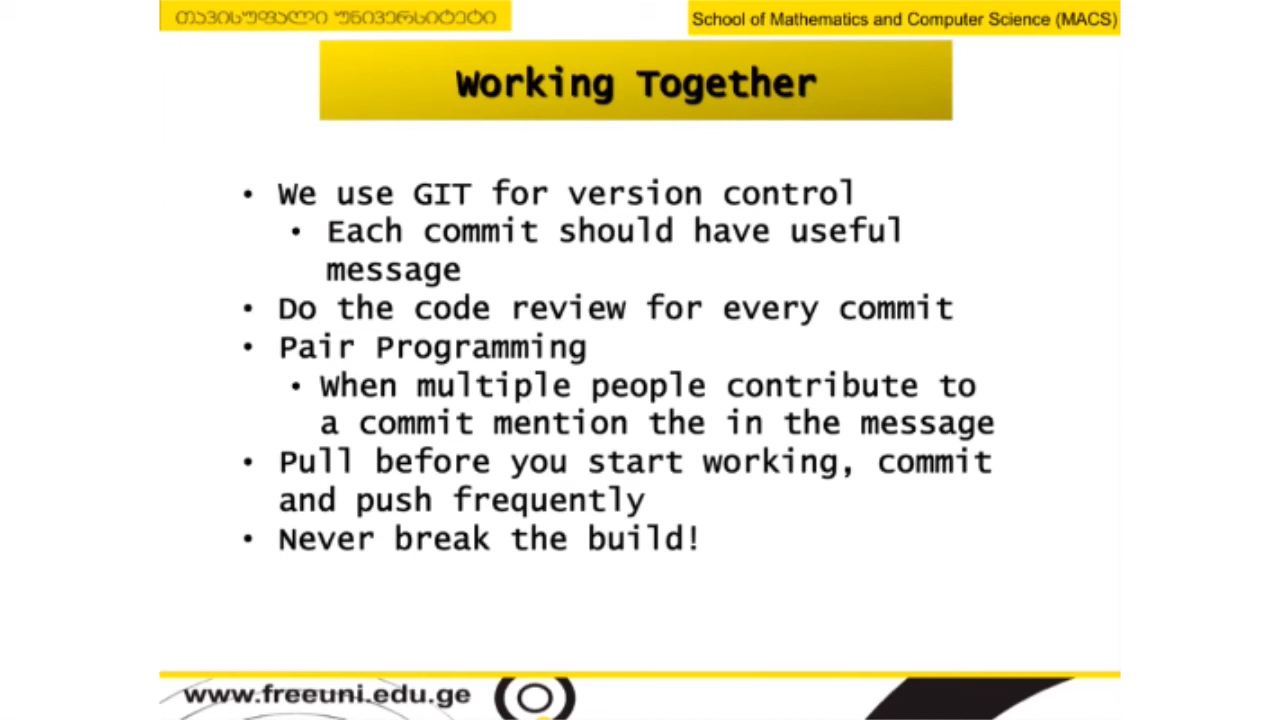 თავისუფალი უნივერსიტეტი
School of Mathematics and Computer Science (MACS)
Working Together
• We use GIT for version control
• Each commit should have useful
message
• Do the code review for every commit
• Pair Programming
• When multiple people contribute to
a commit mention the in the message
• Pull before you start working, commit
and push frequently
• Never break the build!
www.freeuni.edu.ge